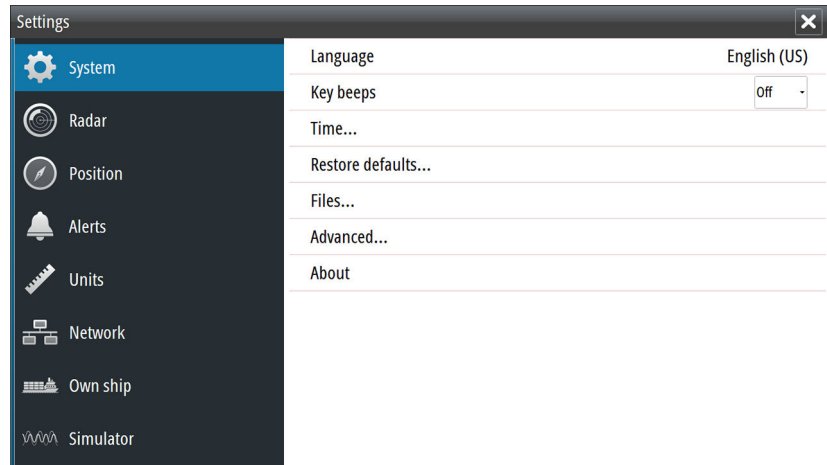 Settings
System
Radar
Position
Alerts
Units
Network
Own ship
Simulator
Language English (US)
Key beeps Off
Time...
Restore defaults...
Files...
Advanced...
About